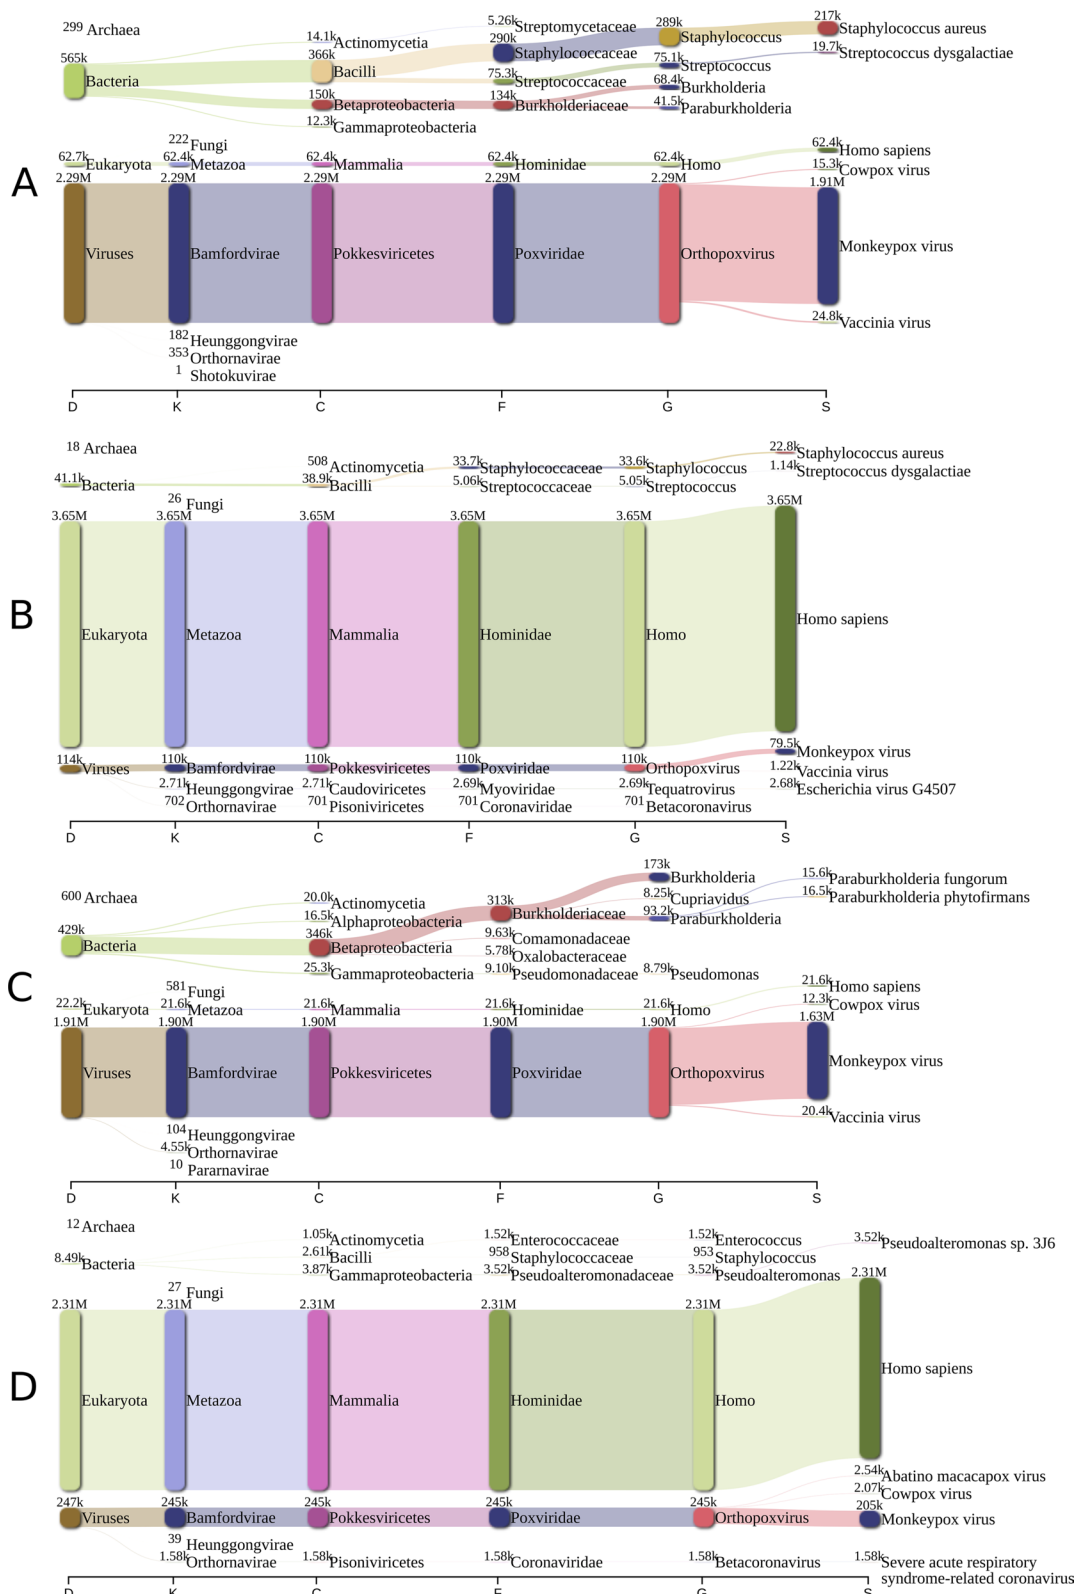 A
299 Archaea
565k Bacteria
14.1k Actinomycetia
366k Bacilli
150k Betaproteobacteria
12.3k Gammaproteobacteria
5.26k Streptomycetaceae
290k Staphylococcaceae
75.3k Streptococcaceae
134k Burkholderiaceae
289k Staphylococcus
75.1k Streptococcus
68.4k Burkholderia
41.5k Paraburkholderia
217k Staphylococcus aureus
19.7k Streptococcus dysgalactiae
222 Fungi
62.7k Eukaryota
62.4k Metazoa
62.4k Mammalia
62.4k Hominidae
62.4k Homo
62.4k Homo sapiens
15.3k Cowpox virus
2.29M Viruses
2.29M Bamfordvirae
2.29M Pokkesviricetes
2.29M Poxviridae
2.29M Orthopoxvirus
1.91M Monkeypox virus
24.8k Vaccinia virus
182 Heunggongvirae
353 Orthornavirae
1 Shotokuvirae
D K C F G S
B
18 Archaea
41.1k Bacteria
508 Actinomycetia
38.9k Bacilli
33.7k Staphylococcaceae
5.06k Streptococcaceae
33.6k Staphylococcus
5.05k Streptococcus
22.8k Staphylococcus aureus
1.14k Streptococcus dysgalactiae
26 Fungi
3.65M Eukaryota
3.65M Metazoa
3.65M Mammalia
3.65M Hominidae
3.65M Homo
3.65M Homo sapiens
114k Viruses
110k Bamfordvirae
110k Pokkesviricetes
110k Poxviridae
110k Orthopoxvirus
79.5k Monkeypox virus
1.22k Vaccinia virus
2.71k Heunggongvirae
2.71k Caudoviricetes
2.69k Myoviridae
2.69k Tequatrovirus
2.68k Escherichia virus G4507
702 Orthornavirae
701 Pisoniviricetes
701 Coronaviridae
701 Betacoronavirus
D K C F G S
C
600 Archaea
429k Bacteria
20.0k Actinomycetia
16.5k Alphaproteobacteria
346k Betaproteobacteria
25.3k Gammaproteobacteria
313k Burkholderiaceae
9.63k Comamonadaceae
5.78k Oxalobacteraceae
9.10k Pseudomonadaceae
173k Burkholderia
8.25k Cupriavidus
93.2k Paraburkholderia
8.79k Pseudomonas
15.6k Paraburkholderia fungorum
16.5k Paraburkholderia phytofirmans
581 Fungi
22.2k Eukaryota
21.6k Metazoa
21.6k Mammalia
21.6k Hominidae
21.6k Homo
21.6k Homo sapiens
12.3k Cowpox virus
1.91M Viruses
1.90M Bamfordvirae
1.90M Pokkesviricetes
1.90M Poxviridae
1.90M Orthopoxvirus
1.63M Monkeypox virus
20.4k Vaccinia virus
104 Heunggongvirae
4.55k Orthornavirae
10 Pararnavirae
D K C F G S
D
12 Archaea
8.49k Bacteria
1.05k Actinomycetia
2.61k Bacilli
3.87k Gammaproteobacteria
1.52k Enterococcaceae
958 Staphylococcaceae
3.52k Pseudoalteromonadaceae
1.52k Enterococcus
953 Staphylococcus
3.52k Pseudoalteromonas
3.52k Pseudoalteromonas sp. 3J6
27 Fungi
2.31M Eukaryota
2.31M Metazoa
2.31M Mammalia
2.31M Hominidae
2.31M Homo
2.31M Homo sapiens
2.54k Abatino macacapox virus
2.07k Cowpox virus
247k Viruses
245k Bamfordvirae
245k Pokkesviricetes
245k Poxviridae
245k Orthopoxvirus
205k Monkeypox virus
39 Heunggongvirae
1.58k Orthornavirae
1.58k Pisoniviricetes
1.58k Coronaviridae
1.58k Betacoronavirus
1.58k Severe acute respiratory
syndrome-related coronavirus
D K C F G S